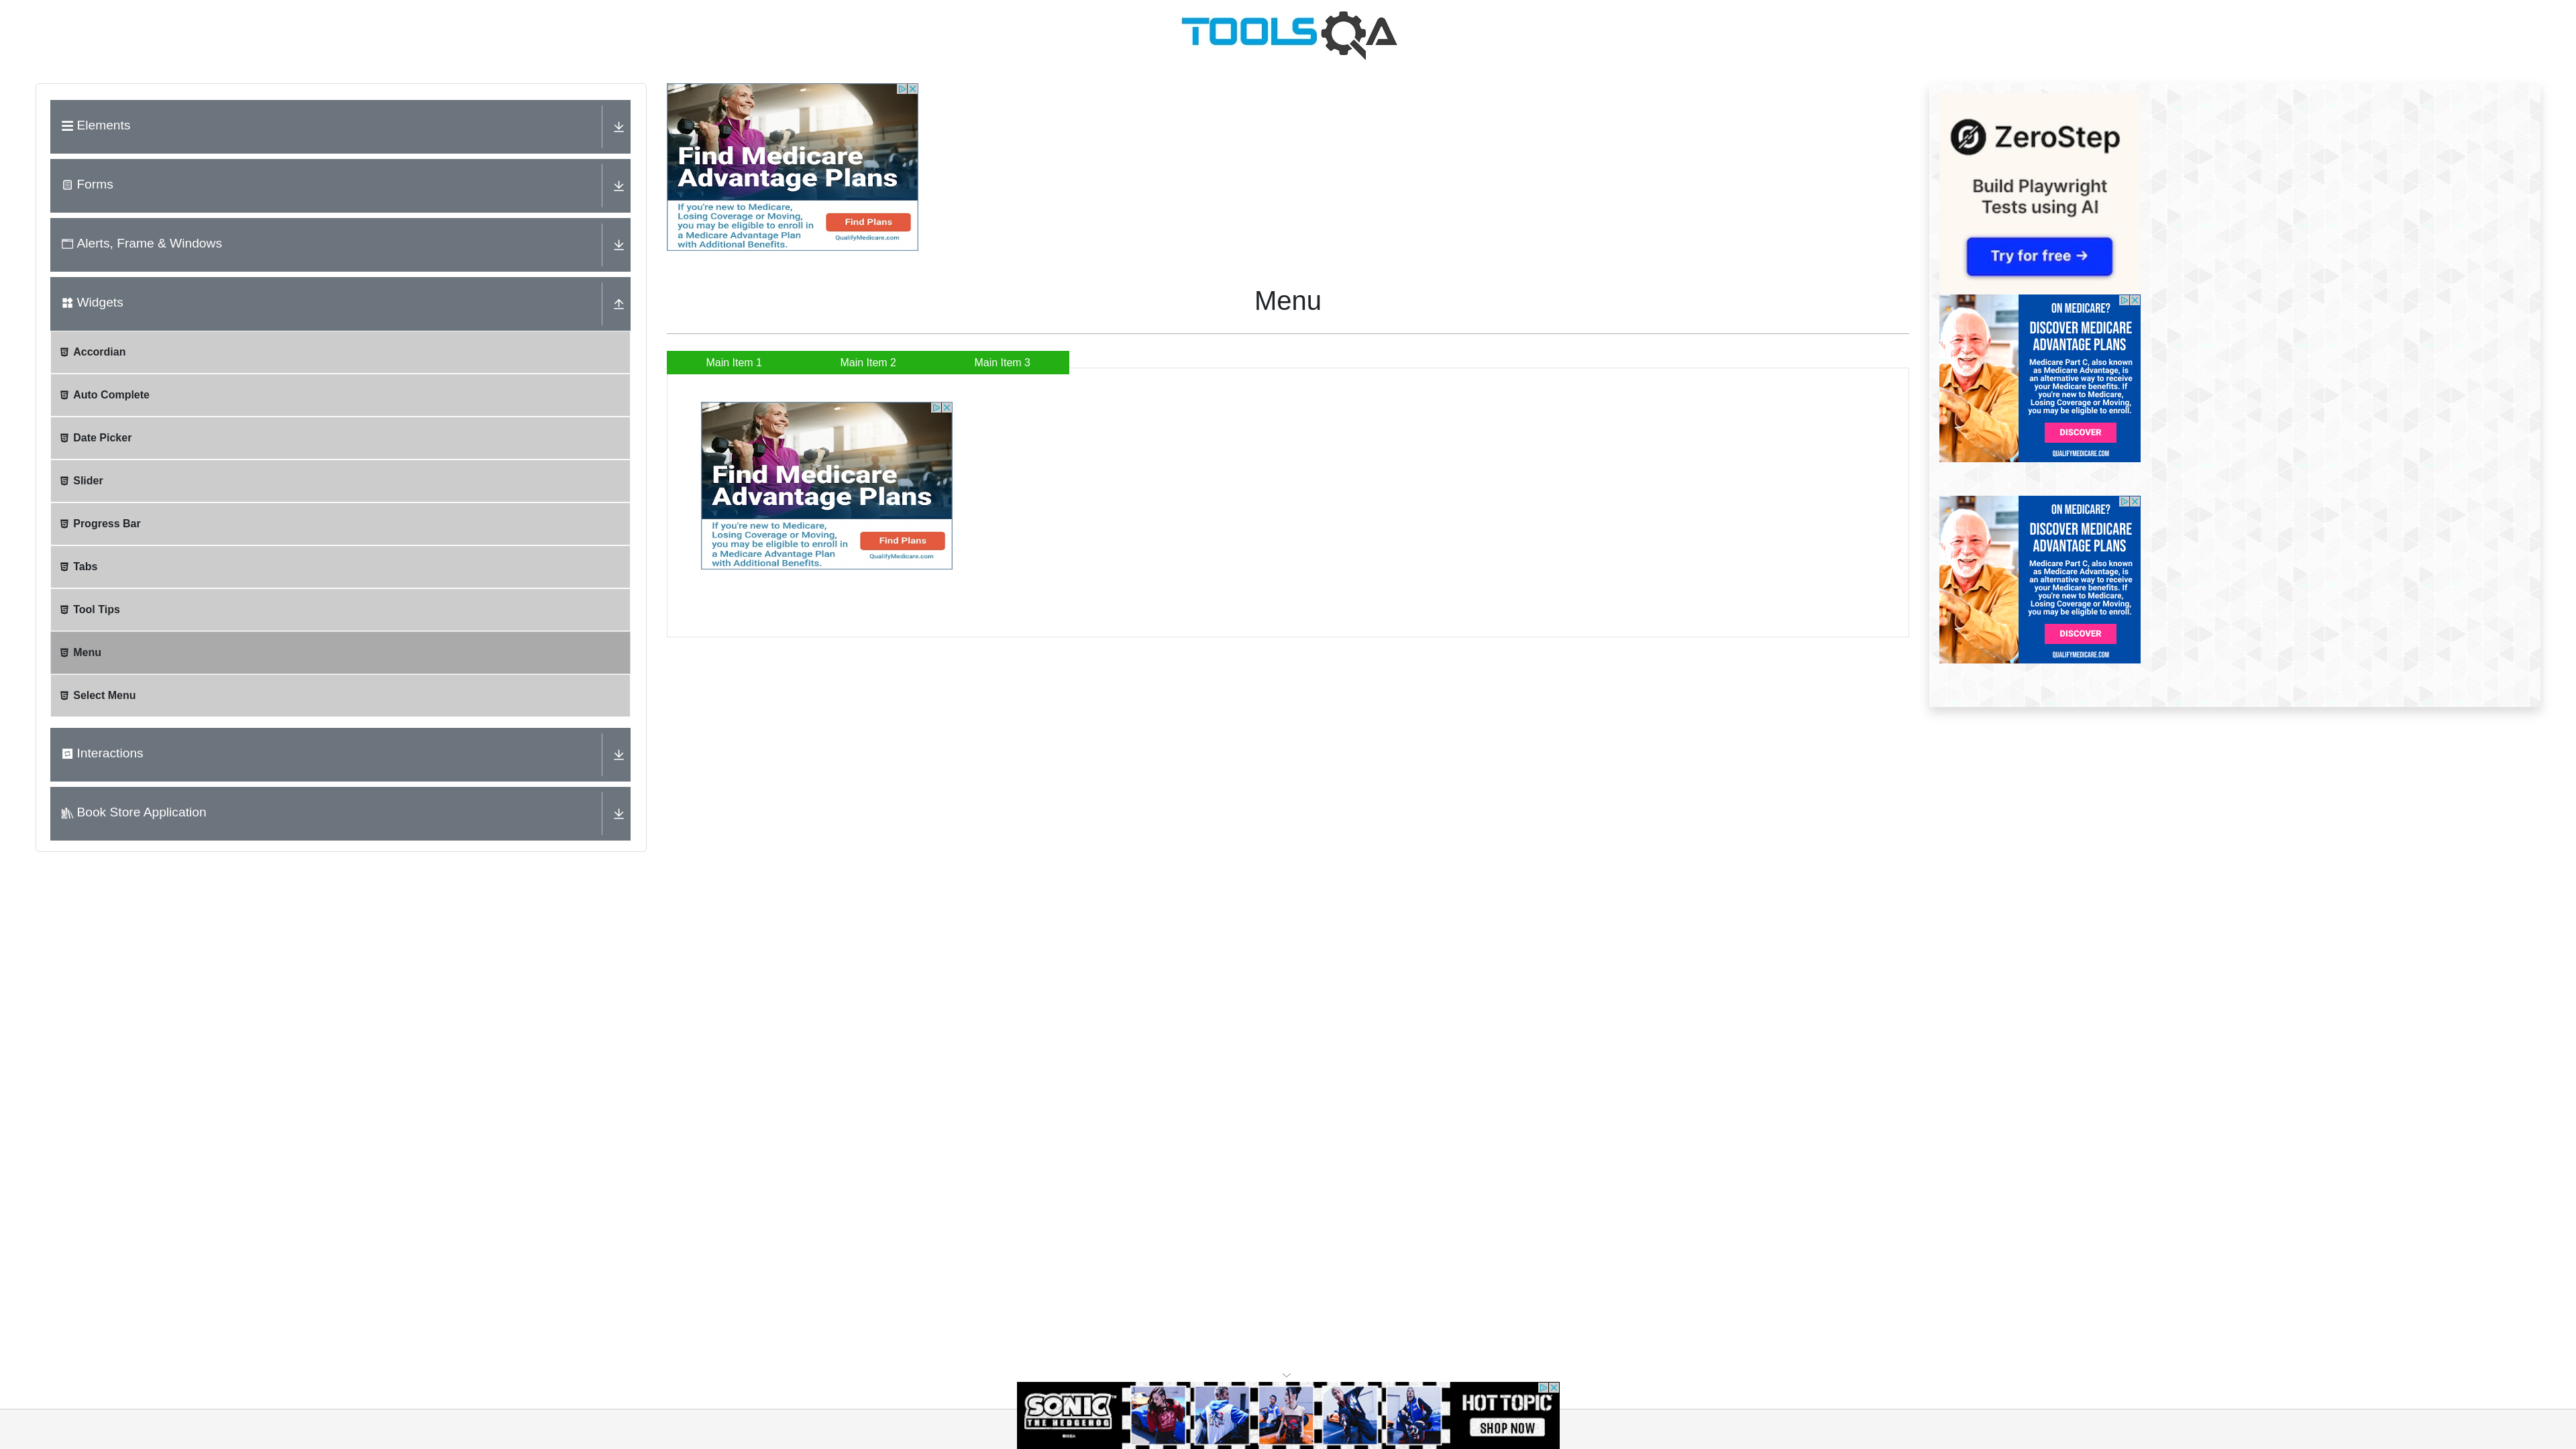 TOOLSQA
Elements
Forms
Alerts, Frame & Windows
Widgets
Accordian
Auto Complete
Date Picker
Slider
Progress Bar
Tabs
Tool Tips
Menu
Select Menu
Interactions
Book Store Application
Find Medicare
Advantage Plans
If you're new to Medicare,
Losing Coverage or Moving,
you may be eligible to enroll in
a Medicare Advantage Plan
with Additional Benefits.
Find Plans
QualifyMedicare.com
Menu
Main Item 1
Main Item 2
Main Item 3
Find Medicare
Advantage Plans
If you're new to Medicare,
Losing Coverage or Moving,
you may be eligible to enroll in
a Medicare Advantage Plan
with Additional Benefits.
Find Plans
QualifyMedicare.com
ZeroStep
Build Playwright
Tests using AI
Try for free →
ON MEDICARE?
DISCOVER MEDICARE
ADVANTAGE PLANS
Medicare Part C, also known
as Medicare Advantage, is
an alternative way to receive
your Medicare benefits. If
you're new to Medicare,
Losing Coverage or Moving,
you may be eligible to enroll.
DISCOVER
QUALIFYMEDICARE.COM
ON MEDICARE?
DISCOVER MEDICARE
ADVANTAGE PLANS
Medicare Part C, also known
as Medicare Advantage, is
an alternative way to receive
your Medicare benefits. If
you're new to Medicare,
Losing Coverage or Moving,
you may be eligible to enroll.
DISCOVER
QUALIFYMEDICARE.COM
SONIC
THE HEDGEHOG
HOT TOPIC
SHOP NOW